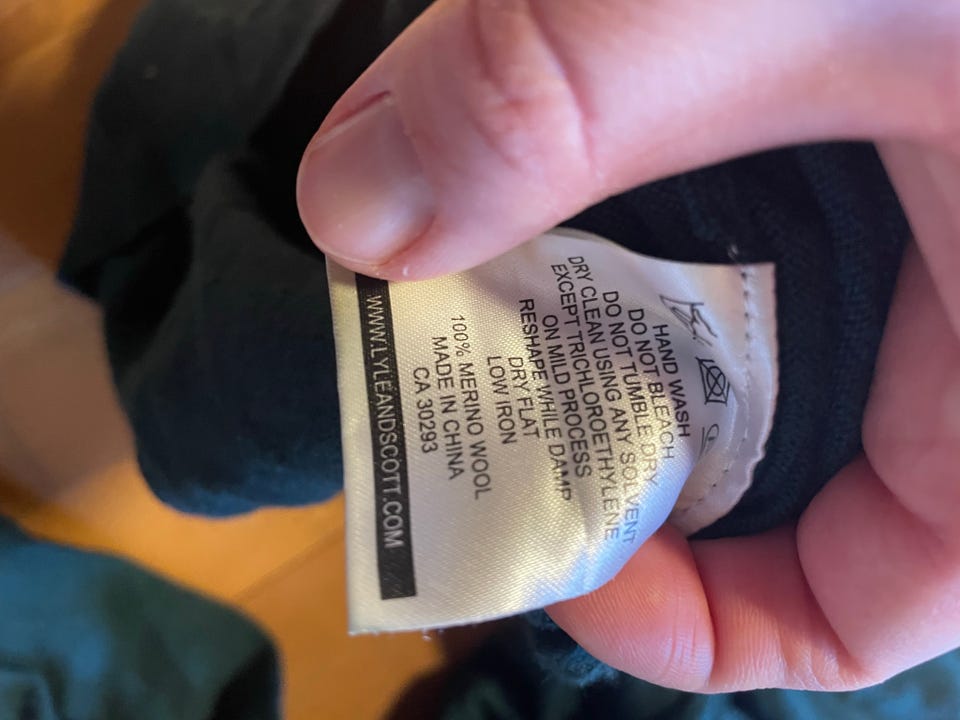 HAND WASH
DO NOT BLEACH
DO NOT TUMBLE DRY
DRY CLEAN USING ANY SOLVENT
EXCEPT TRICHLOROETHYLENE
ON MILD PROCESS
RESHAPE WHILE DAMP
DRY FLAT
LOW IRON
100% MERINO WOOL
MADE IN CHINA
CA 30293
WWW.LYLEANDSCOTT.COM